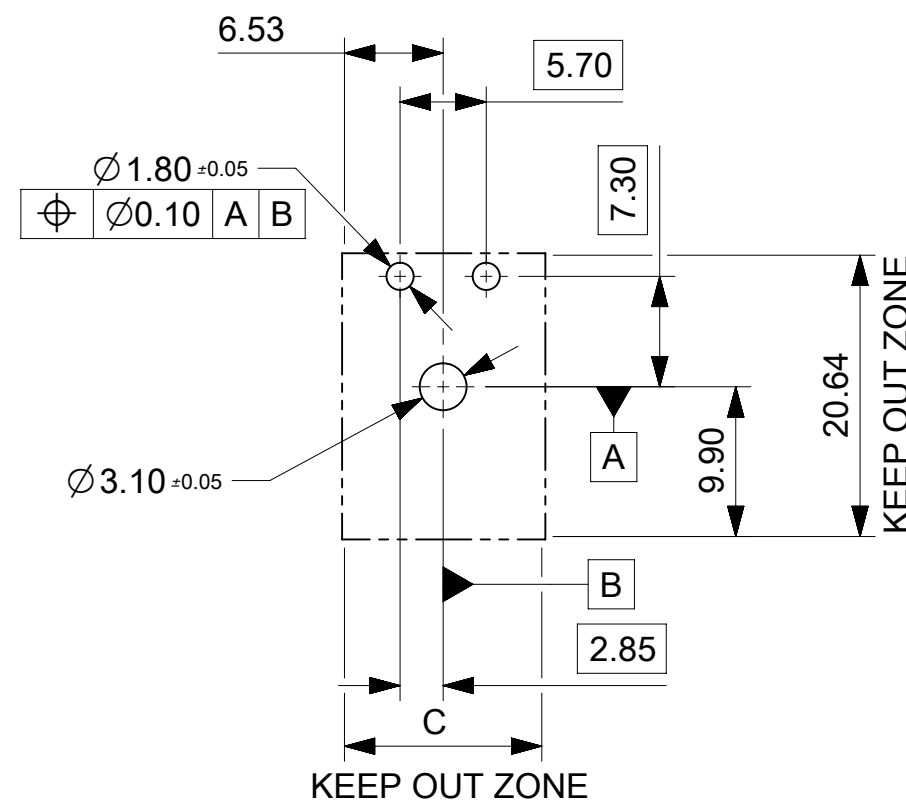 6.53
5.70
7.30
⌀1.80 ±0.05
⌖ ⌀0.10 A B
KEEP OUT ZONE
20.64
9.90
A
⌀3.10 ±0.05
B
2.85
C
KEEP OUT ZONE